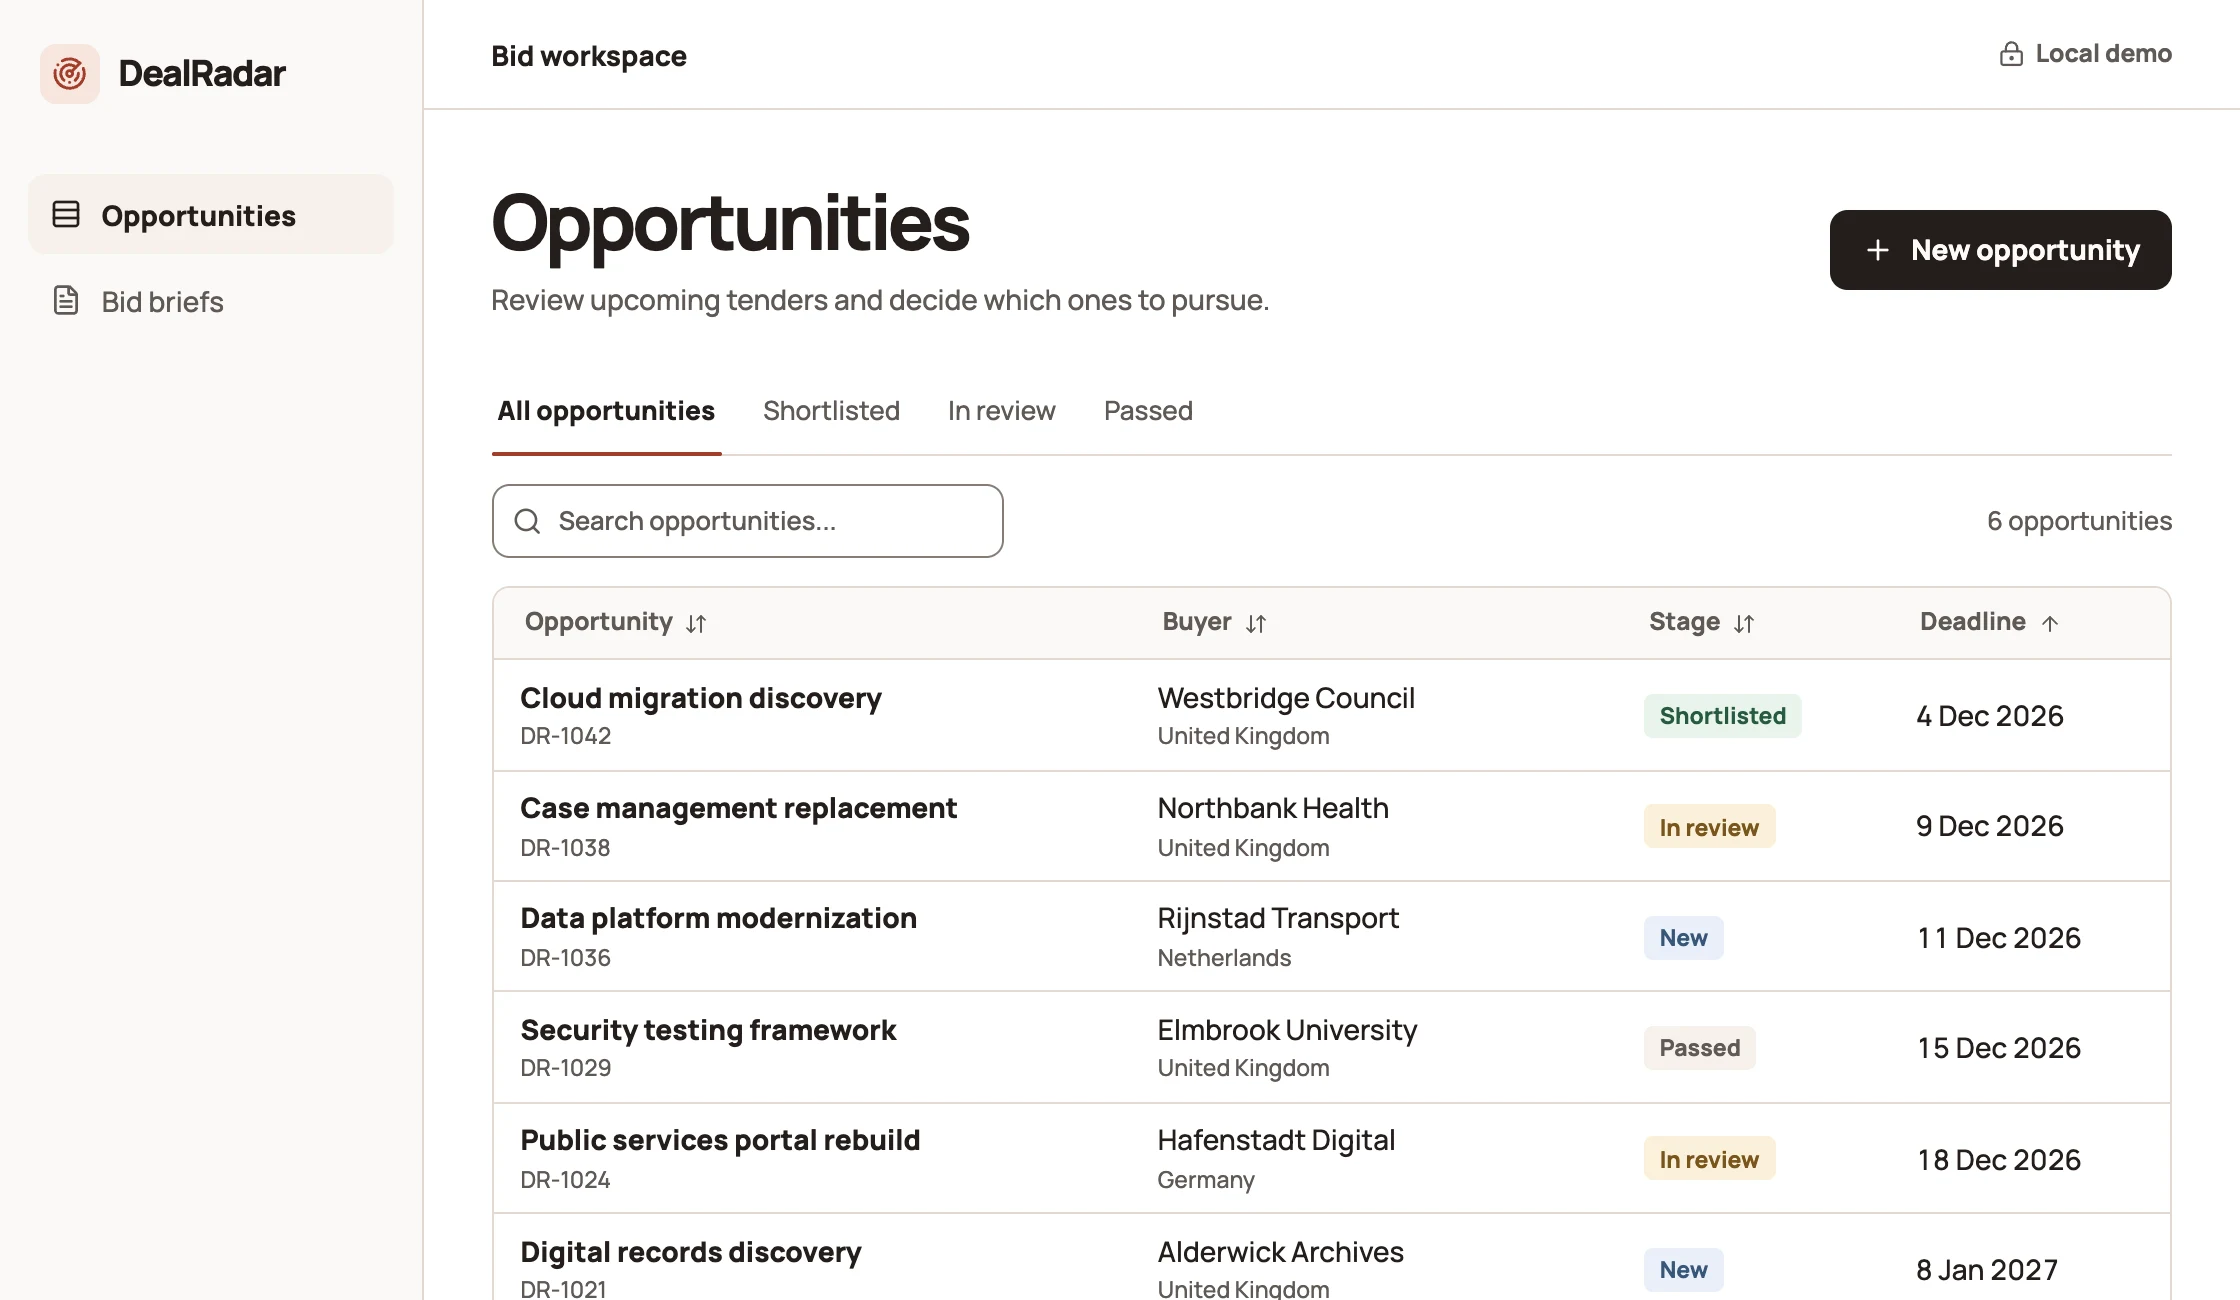 DealRadar
Opportunities
Bid briefs
Bid workspace
Local demo
Opportunities
Review upcoming tenders and decide which ones to pursue.
New opportunity
All opportunities Shortlisted In review Passed
Search opportunities...
6 opportunities
Opportunity Buyer Stage Deadline
Cloud migration discovery Westbridge Council Shortlisted 4 Dec 2026
DR-1042 United Kingdom
Case management replacement Northbank Health In review 9 Dec 2026
DR-1038 United Kingdom
Data platform modernization Rijnstad Transport New 11 Dec 2026
DR-1036 Netherlands
Security testing framework Elmbrook University Passed 15 Dec 2026
DR-1029 United Kingdom
Public services portal rebuild Hafenstadt Digital In review 18 Dec 2026
DR-1024 Germany
Digital records discovery Alderwick Archives New 8 Jan 2027
DR-1021 United Kingdom